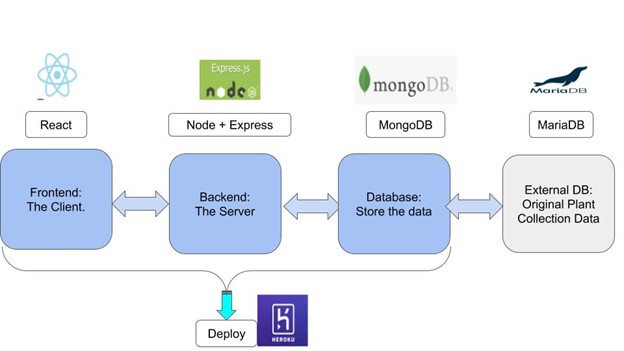 Express.js
node
JS
mongoDB
MariaDB
React
Node + Express
MongoDB
MariaDB
Frontend:
The Client.
Backend:
The Server
Database:
Store the data
External DB:
Original Plant
Collection Data
Deploy
HEROKU